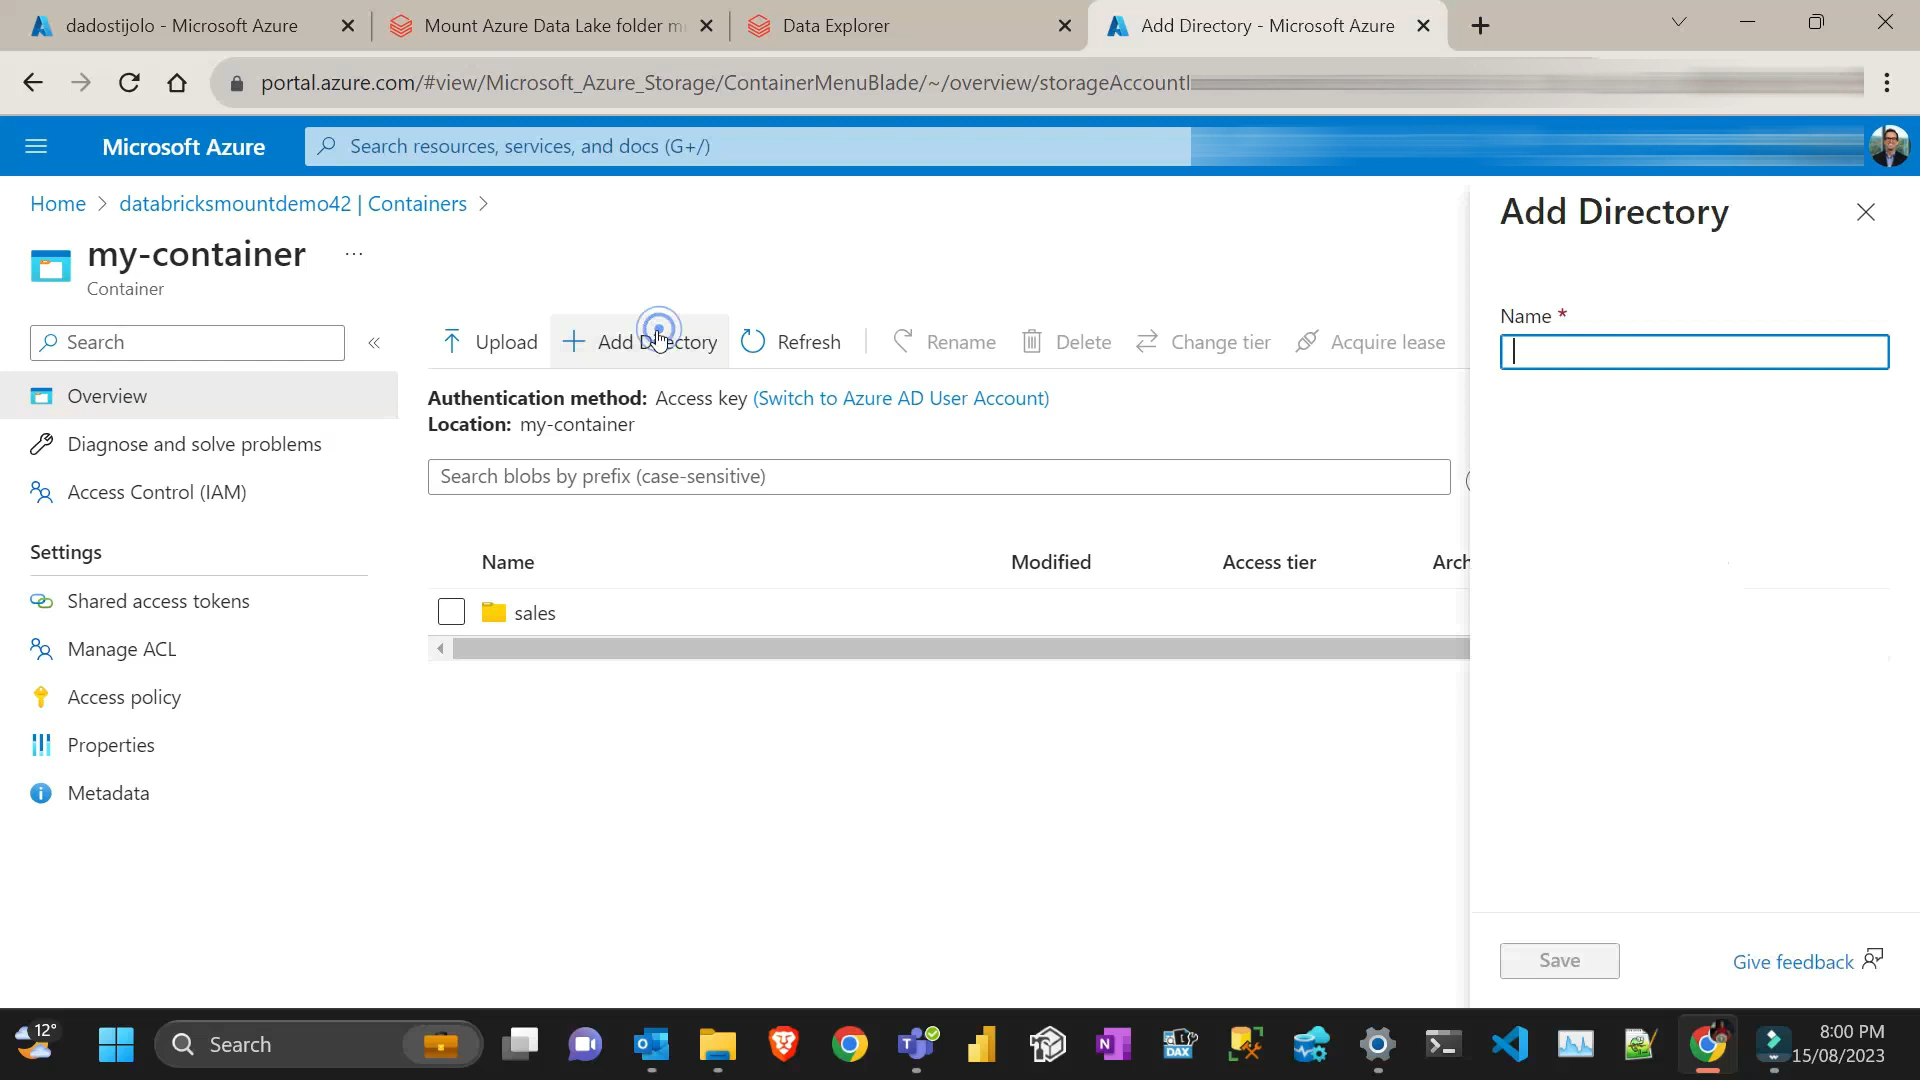 dadostijolo - Microsoft Azure
Mount Azure Data Lake folder m
Data Explorer
Add Directory - Microsoft Azure
portal.azure.com/#view/Microsoft_Azure_Storage/ContainerMenuBlade/~/overview/storageAccountI
Microsoft Azure
Search resources, services, and docs (G+/)
Home > databricksmountdemo42 | Containers >
my-container ...
Container
Search
Overview
Diagnose and solve problems
Access Control (IAM)
Settings
Shared access tokens
Manage ACL
Access policy
Properties
Metadata
Upload
Add Directory
Refresh
Rename
Delete
Change tier
Acquire lease
Authentication method: Access key (Switch to Azure AD User Account)
Location: my-container
Search blobs by prefix (case-sensitive)
Name Modified Access tier Arch
sales
Add Directory
Name *
Save
Give feedback
12°
Search
DAX
8:00 PM
15/08/2023